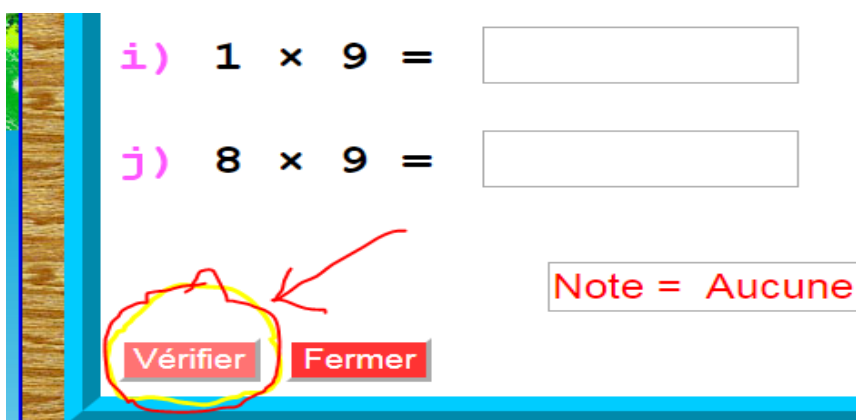 i) 1 × 9 =
j) 8 × 9 =
Note = Aucune
Vérifier Fermer